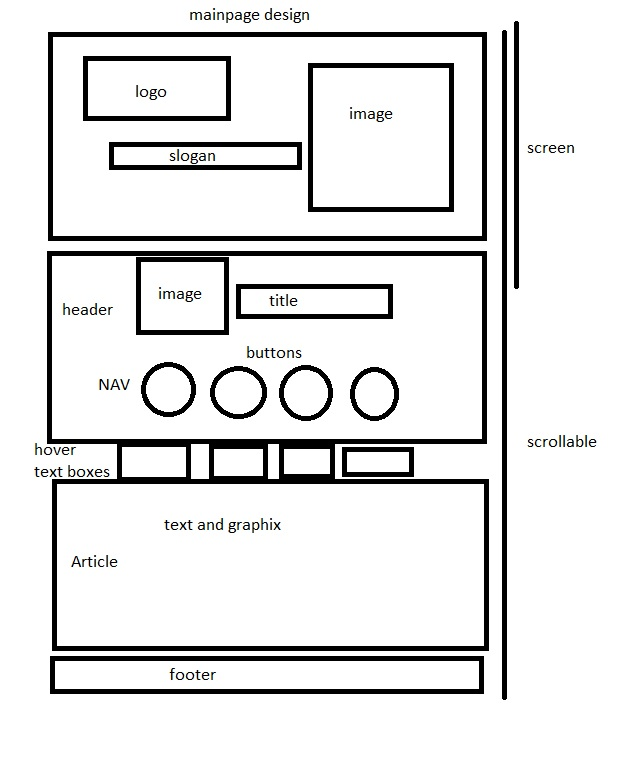 mainpage design
logo
image
slogan
screen
image
title
header
buttons
NAV
hover
text boxes
scrollable
text and graphix
Article
footer